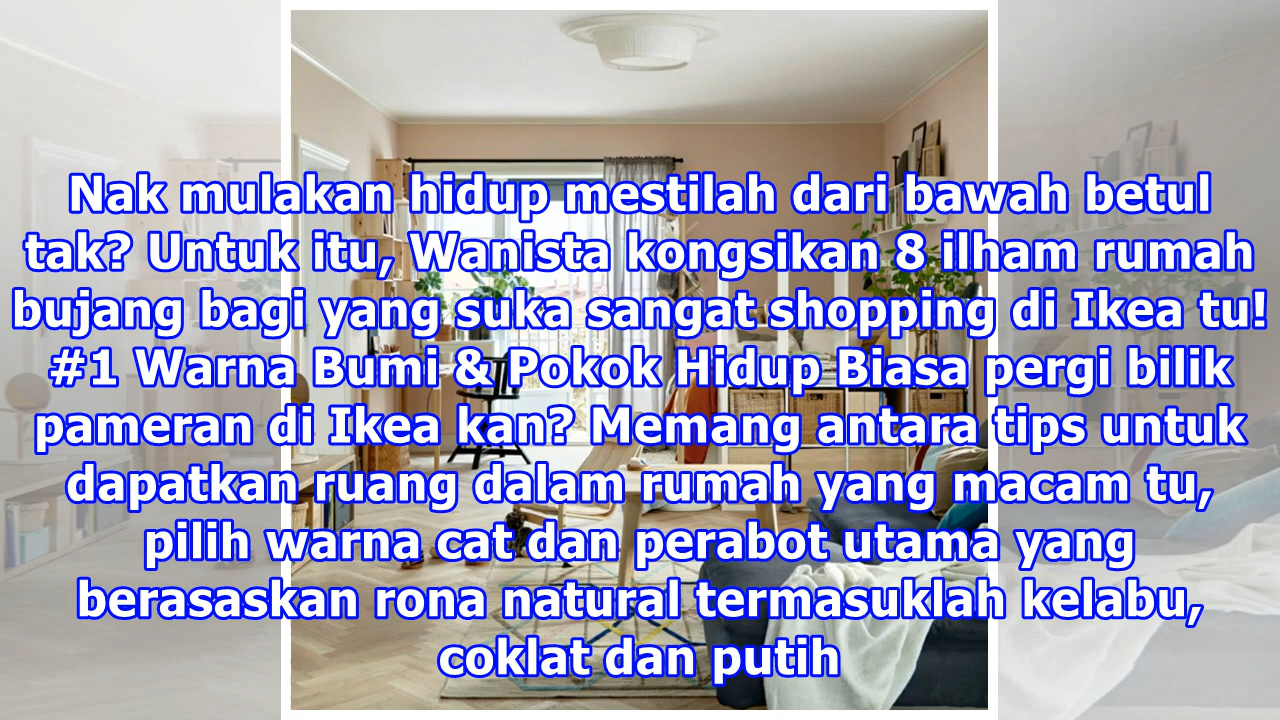 Nak mulakan hidup mestilah dari bawah betul
tak? Untuk itu, Wanista kongsikan 8 ilham rumah
bujang bagi yang suka sangat shopping di Ikea tu!
#1 Warna Bumi & Pokok Hidup Biasa pergi bilik
pameran di Ikea kan? Memang antara tips untuk
dapatkan ruang dalam rumah yang macam tu,
pilih warna cat dan perabot utama yang
berasaskan rona natural termasuklah kelabu,
coklat dan putih